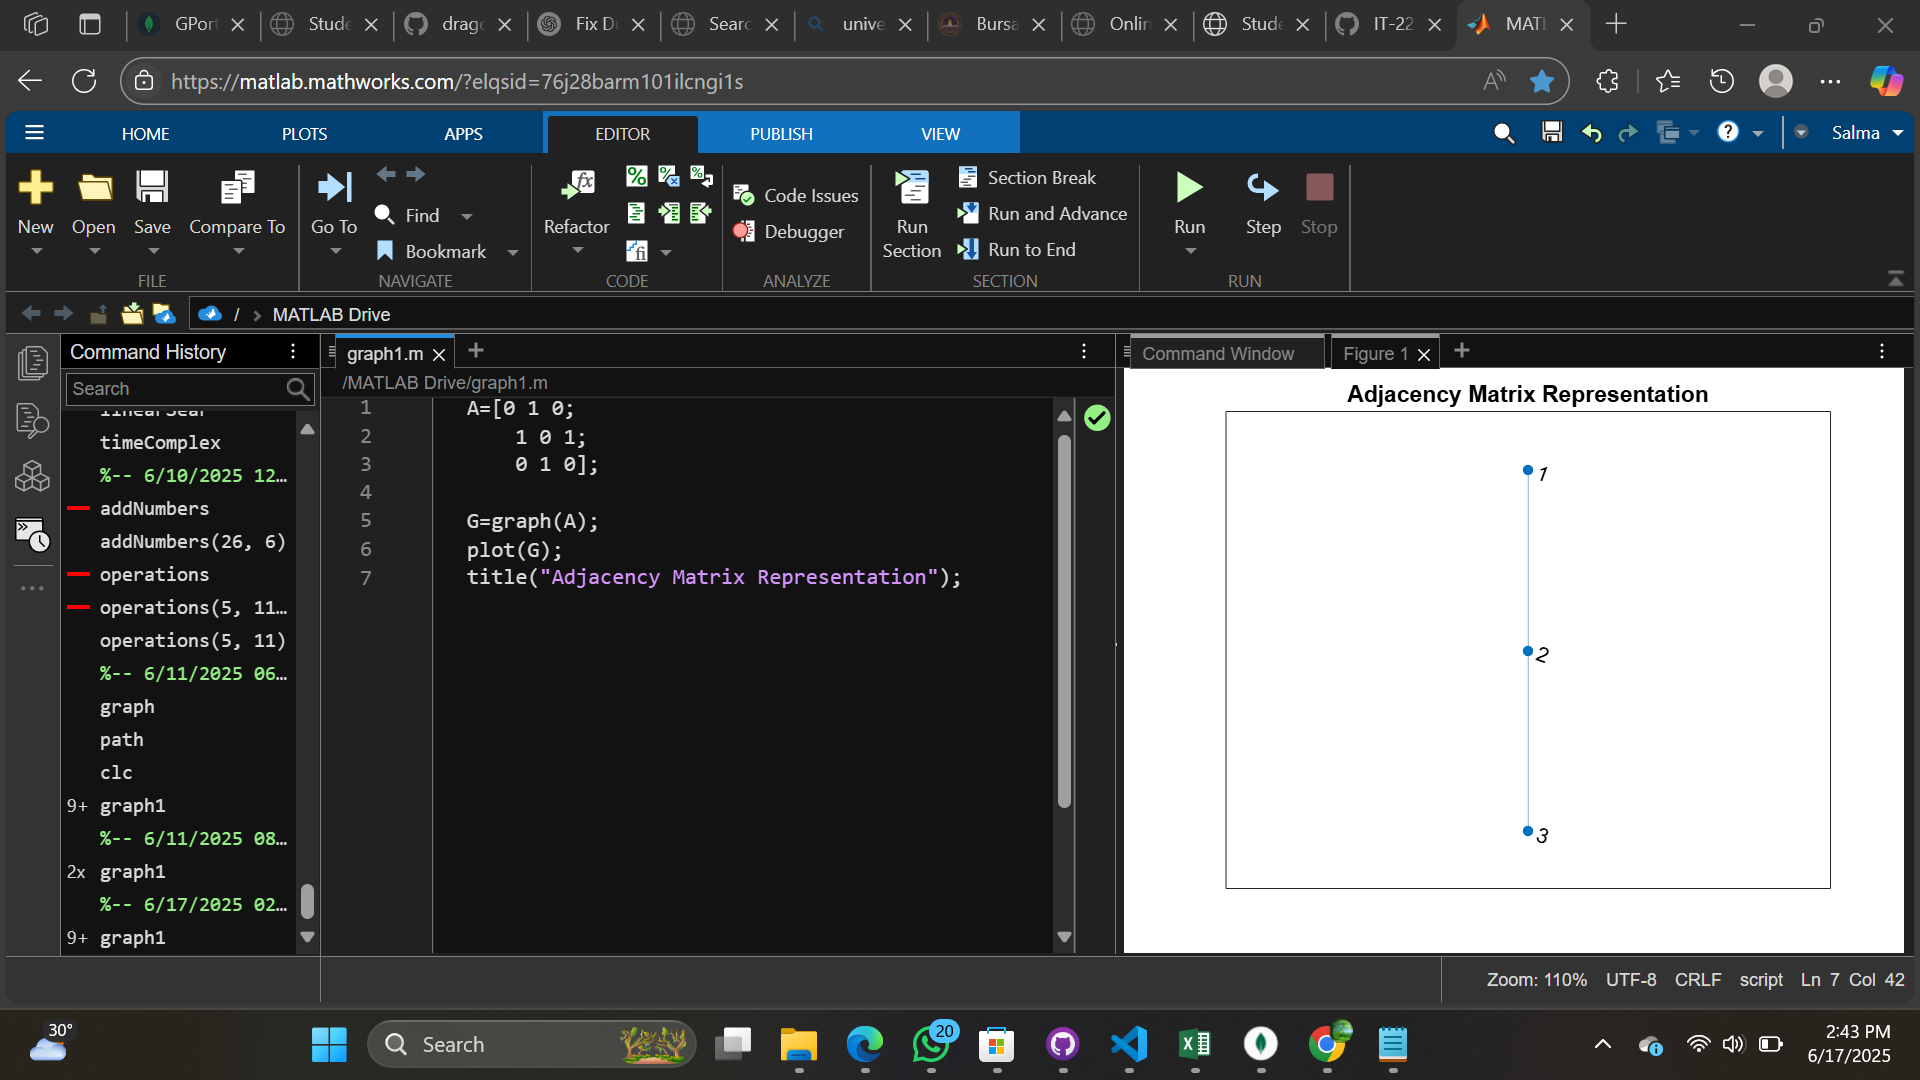 GPort
Stude
drago
Fix Du
Searc
unive
Bursa
Onlin
Stude
IT-22
MATL
https://matlab.mathworks.com/?elqsid=76j28barm101ilcngi1s
HOME
PLOTS
APPS
EDITOR
PUBLISH
VIEW
Salma
New
Open
Save
Compare To
FILE
Go To
Find
Bookmark
NAVIGATE
Refactor
CODE
Code Issues
Debugger
ANALYZE
Run Section
Section Break
Run and Advance
Run to End
SECTION
Run
Step
Stop
RUN
/ > MATLAB Drive
Command History
Search
timeComplex
%-- 6/10/2025 12...
addNumbers
addNumbers(26, 6)
operations
operations(5, 11...
operations(5, 11)
%-- 6/11/2025 06...
graph
path
clc
9+ graph1
%-- 6/11/2025 08...
2x graph1
%-- 6/17/2025 02...
9+ graph1
graph1.m
/MATLAB Drive/graph1.m
1 A=[0 1 0;
2 1 0 1;
3 0 1 0];
4
5 G=graph(A);
6 plot(G);
7 title("Adjacency Matrix Representation");
Command Window
Figure 1
Adjacency Matrix Representation
1
2
3
Zoom: 110% UTF-8 CRLF script Ln 7 Col 42
30°
Search
20
2:43 PM
6/17/2025